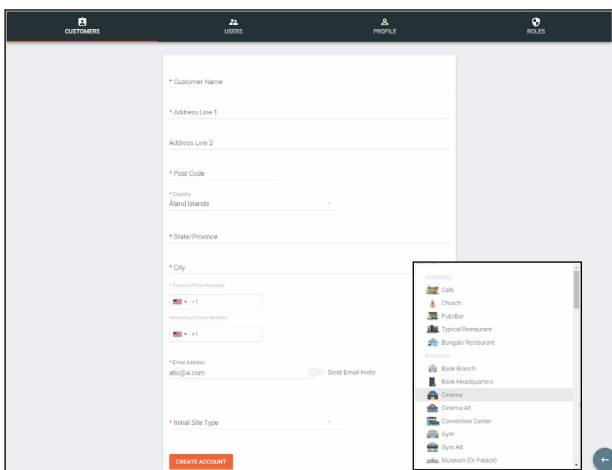 CUSTOMERS
USERS
PROFILE
ROLES
* Customer Name
* Address Line 1
Address Line 2
* Post Code
* Country
Åland Islands
* State/Province
* City
* Primary Phone Number
+1
Secondary Phone Number
+1
* Email Address
abc@a.com
Send Email Invite
* Initial Site Type
CREATE ACCOUNT
Assembly
Cafe
Church
Pub/Bar
Typical Restaurant
Bungalo Restaurant
Business
Bank Branch
Bank Headquarters
Cinema
Cinema Alt
Convention Center
Gym
Gym Alt
Museum (Or Palace)